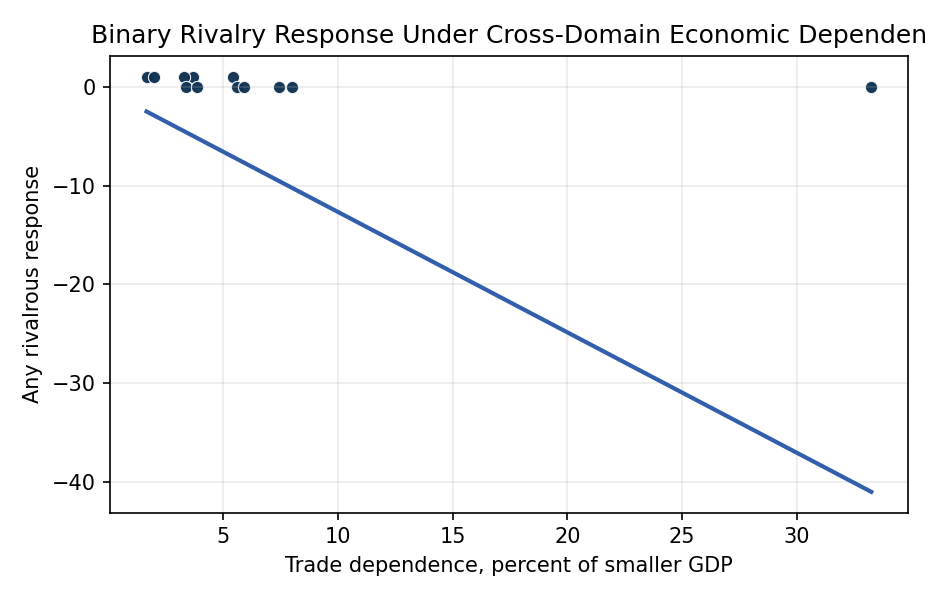 Binary Rivalry Response Under Cross-Domain Economic Dependen
0
−10
−20
−30
−40
Any rivalrous response
5 10 15 20 25 30
Trade dependence, percent of smaller GDP